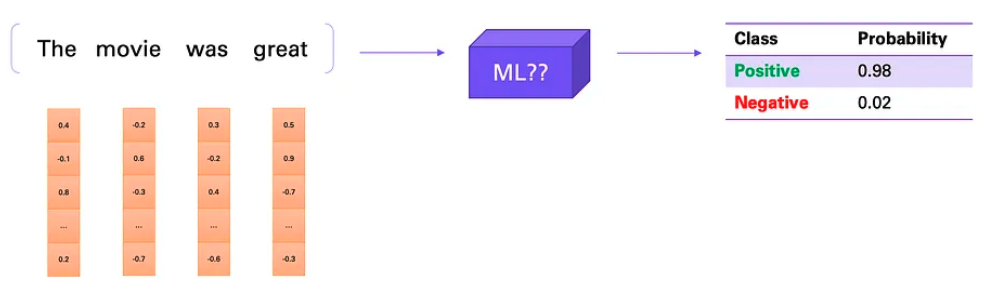 The movie was great
ML??
Class Probability
Positive 0.98
Negative 0.02
0.4 -0.2 0.3 0.5
-0.1 0.6 -0.2 0.9
0.8 -0.3 0.4 -0.7
... ... ... ...
0.2 -0.7 -0.6 -0.3